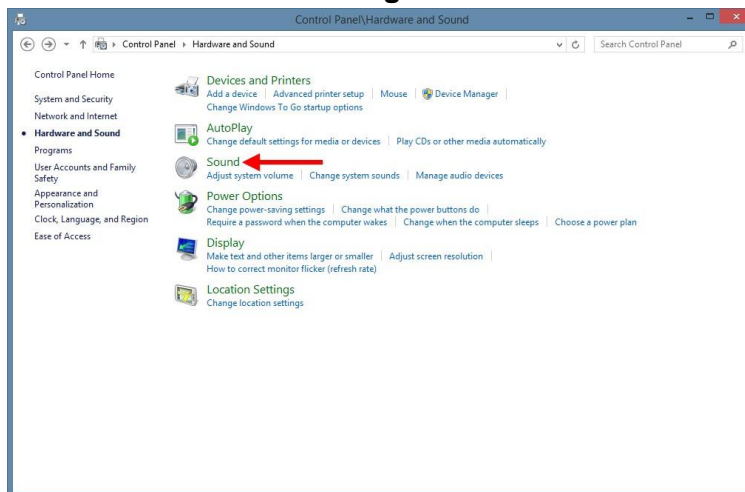 Control Panel\Hardware and Sound
Control Panel Hardware and Sound Search Control Panel
Control Panel Home
System and Security
Network and Internet
Hardware and Sound
Programs
User Accounts and Family
Safety
Appearance and
Personalization
Clock, Language, and Region
Ease of Access
Devices and Printers
Add a device Advanced printer setup Mouse Device Manager
Change Windows To Go startup options
AutoPlay
Change default settings for media or devices Play CDs or other media automatically
Sound
Adjust system volume Change system sounds Manage audio devices
Power Options
Change power-saving settings Change what the power buttons do
Require a password when the computer wakes Change when the computer sleeps Choose a power plan
Display
Make text and other items larger or smaller Adjust screen resolution
How to correct monitor flicker (refresh rate)
Location Settings
Change location settings